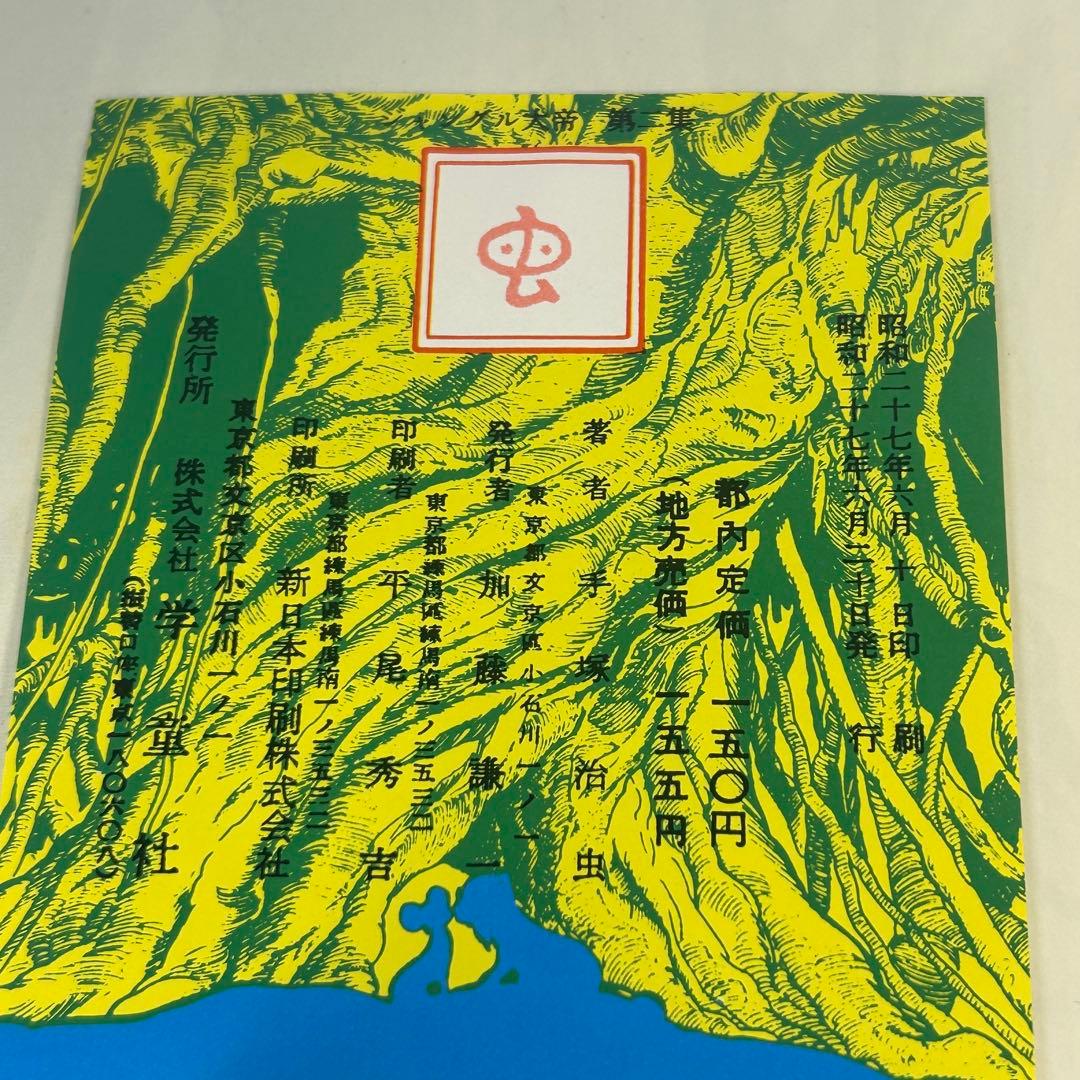 ジャングル大帝 第二集
虫
昭和二十七年六月 十 日印 刷
昭和二十七年六月二十日発 行
都内定価 一五〇円
(地方売価) 一五五円
著者 手塚治虫
東京都文京區小石川一ノ一
発行者 加藤謙一
東京都練馬區練馬南一ノ三五三二
印刷者 平尾秀吉
東京都練馬區練馬南一ノ三五三二
印刷所 新日本印刷株式会社
東京都文京区小石川一ノ一
発行所 株式会社 学童社
(振替口座東京一八〇六〇八)